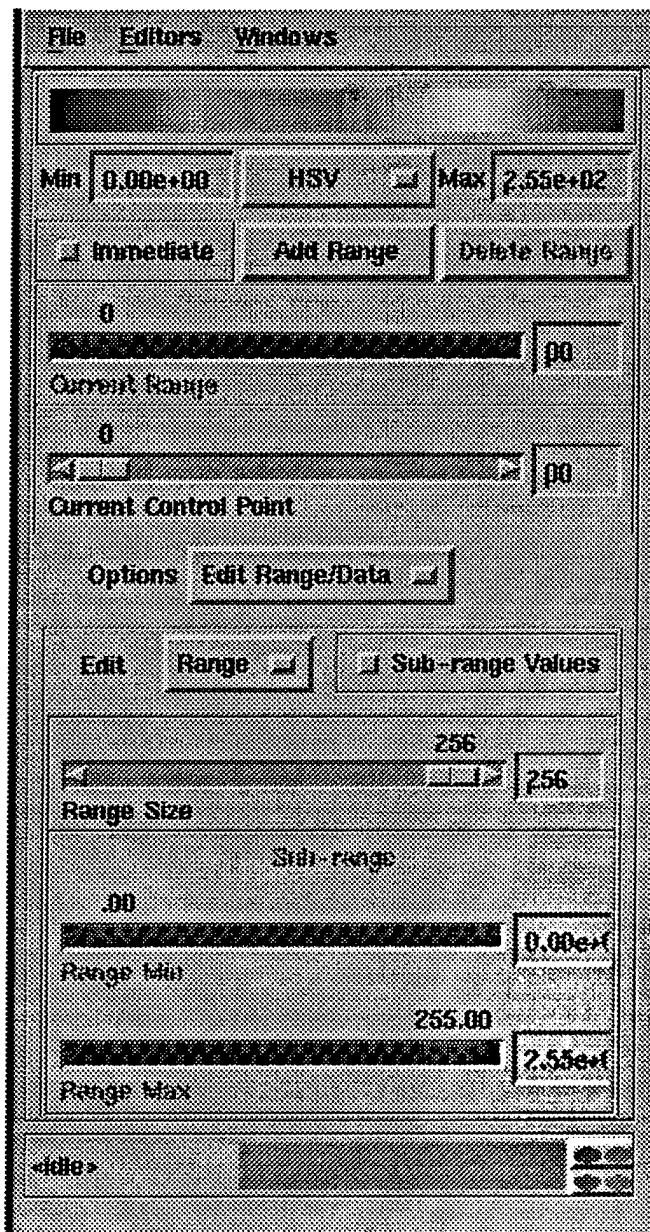 File Editors Windows
Min 0.00e+00 HSV Max 2.55e+02
Immediate Add Range Delete Range
0
00
Current Range
0
00
Current Control Point
Options Edit Range/Data
Edit Range Sub-range Values
256
256
Range Size
Sub-range
.00
0.00e+0
Range Min
255.00
2.55e+0
Range Max
<idle>